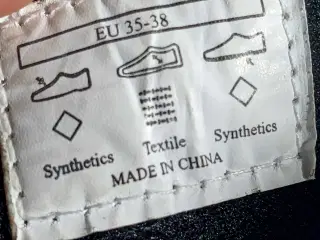 EU 35-38
Synthetics Textile Synthetics
MADE IN CHINA